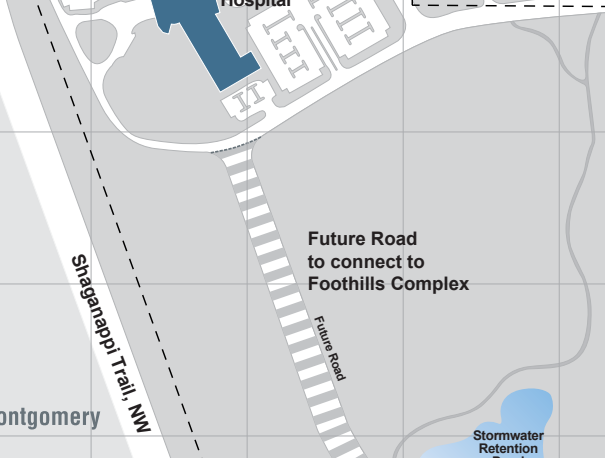 Hospital
Future Road
to connect to
Foothills Complex
Shaganappi Trail, NW
Future Road
ontgomery
Stormwater
Retention